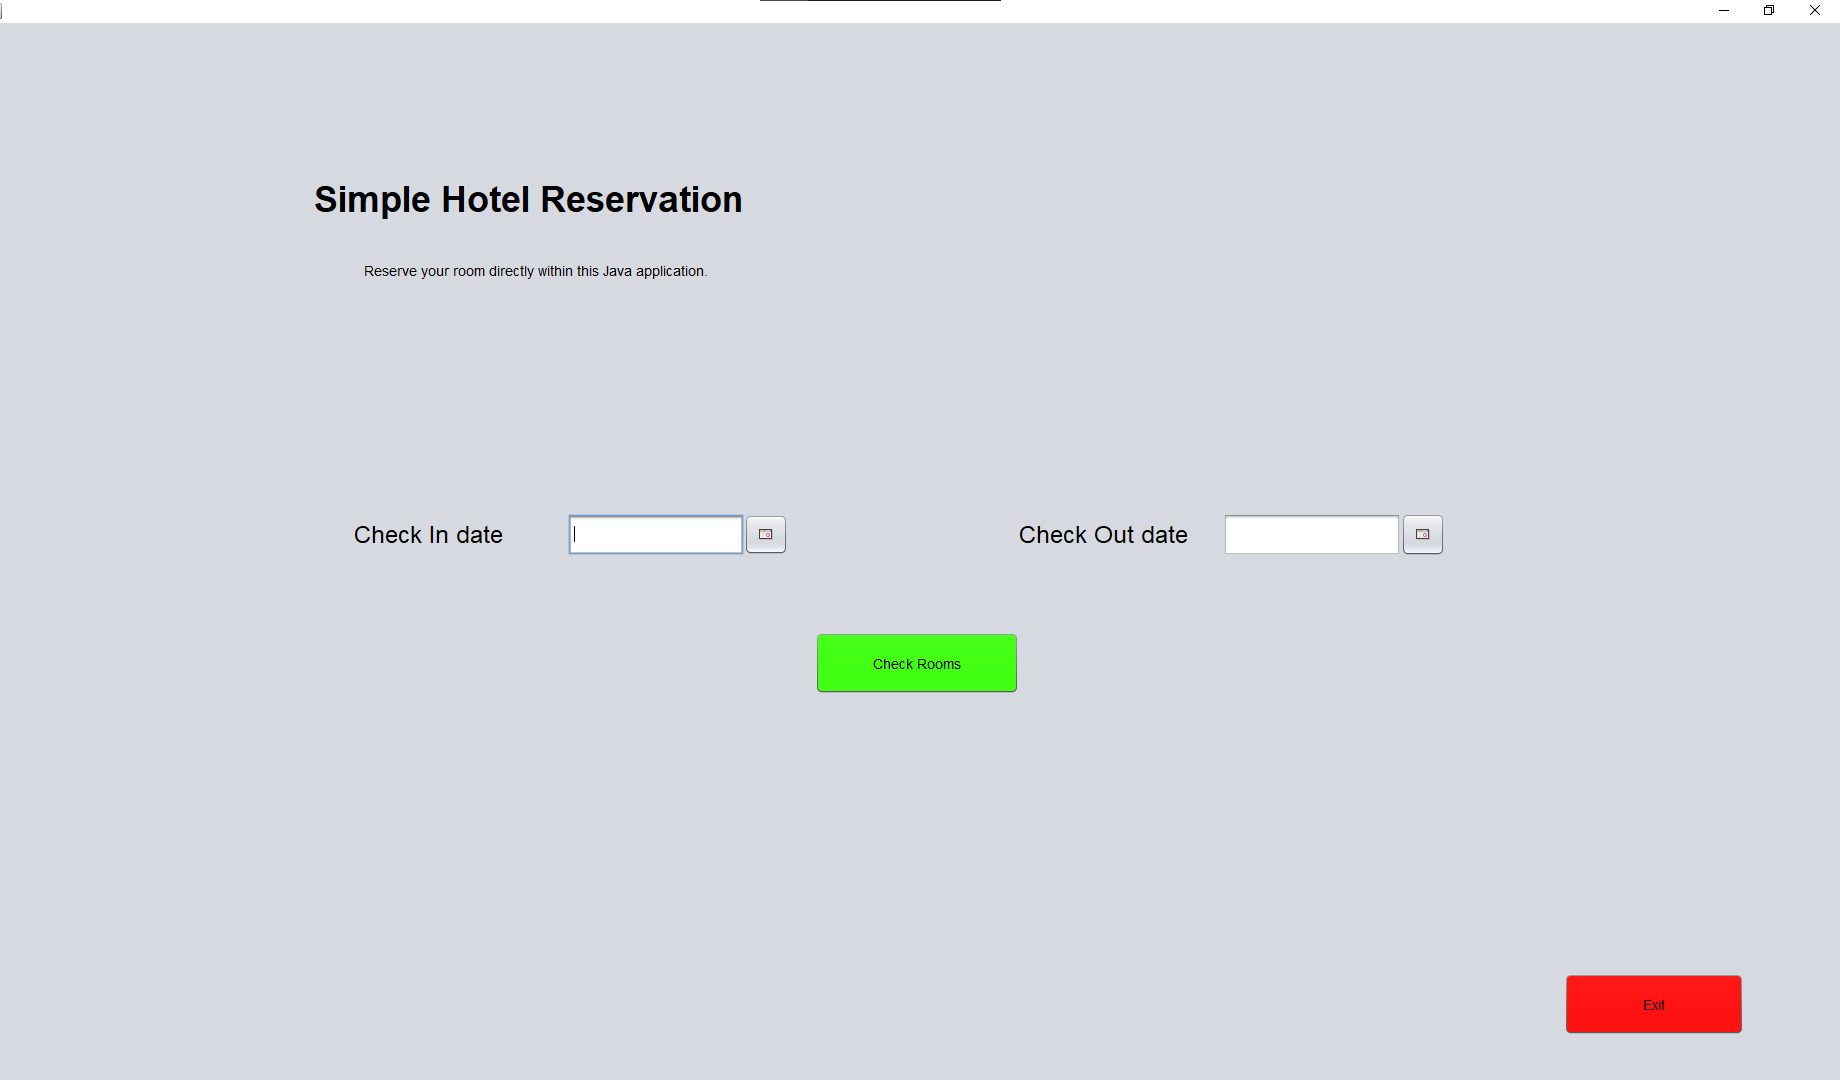 Simple Hotel Reservation
Reserve your room directly within this Java application.
Check In date
Check Out date
Check Rooms
Exit